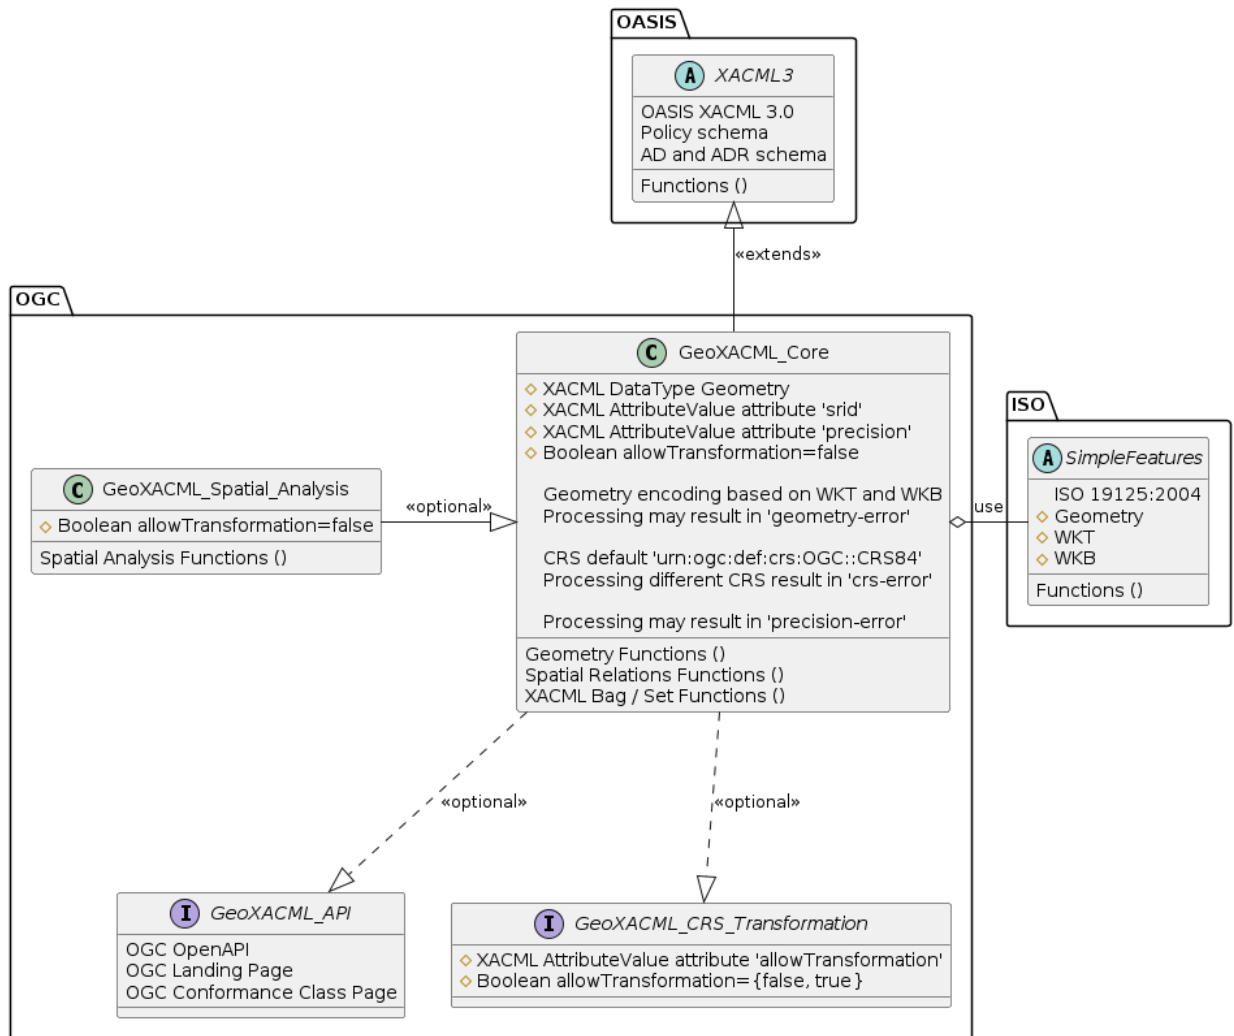 OASIS
A XACML3
OASIS XACML 3.0
Policy schema
AD and ADR schema
Functions ()
«extends»
OGC
C GeoXACML_Core
XACML DataType Geometry
XACML AttributeValue attribute 'srid'
XACML AttributeValue attribute 'precision'
Boolean allowTransformation=false
Geometry encoding based on WKT and WKB
Processing may result in 'geometry-error'
CRS default 'urn:ogc:def:crs:OGC::CRS84'
Processing different CRS result in 'crs-error'
Processing may result in 'precision-error'
Geometry Functions ()
Spatial Relations Functions ()
XACML Bag / Set Functions ()
C GeoXACML_Spatial_Analysis
Boolean allowTransformation=false
Spatial Analysis Functions ()
«optional»
use
ISO
A SimpleFeatures
ISO 19125:2004
Geometry
WKT
WKB
Functions ()
«optional»
«optional»
I GeoXACML_API
OGC OpenAPI
OGC Landing Page
OGC Conformance Class Page
I GeoXACML_CRS_Transformation
XACML AttributeValue attribute 'allowTransformation'
Boolean allowTransformation={false, true}